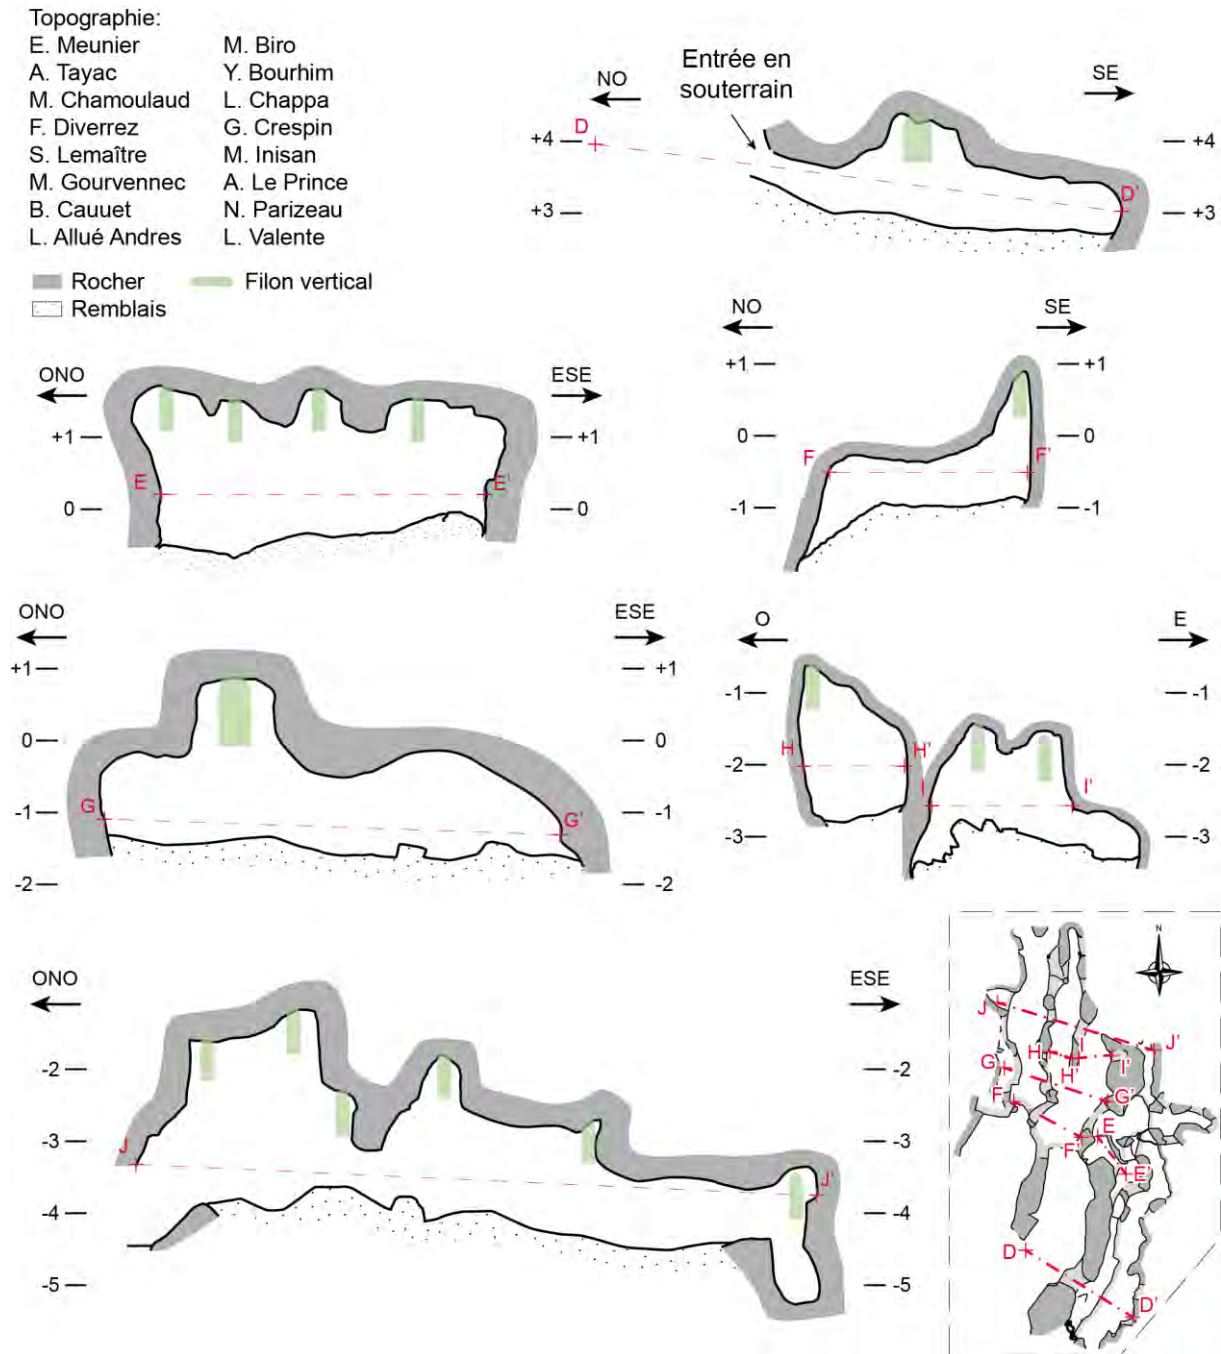 Topographie:
E. Meunier
A. Tayac
M. Chamoulaud
F. Diverrez
S. Lemaître
M. Gourvennec
B. Cauuet
L. Allué Andres
M. Biro
Y. Bourhim
L. Chappa
G. Crespin
M. Inisan
A. Le Prince
N. Parizeau
L. Valente
Rocher
Filon vertical
Remblais
NO
Entrée en
souterrain
SE
D
+4
+4
D'
+3
+3
ONO
ESE
+1
+1
E
E'
0
0
NO
SE
+1
+1
0
0
F
F'
-1
-1
ONO
ESE
+1
+1
0
0
G
G'
-1
-1
-2
-2
O
E
-1
-1
H
H'
-2
-2
I
I'
-3
-3
ONO
ESE
-2
-2
J
-3
-3
J'
-4
-4
-5
-5
N
J
J'
H
I
H'
I'
G
G'
F
E
F'
E'
D
D'